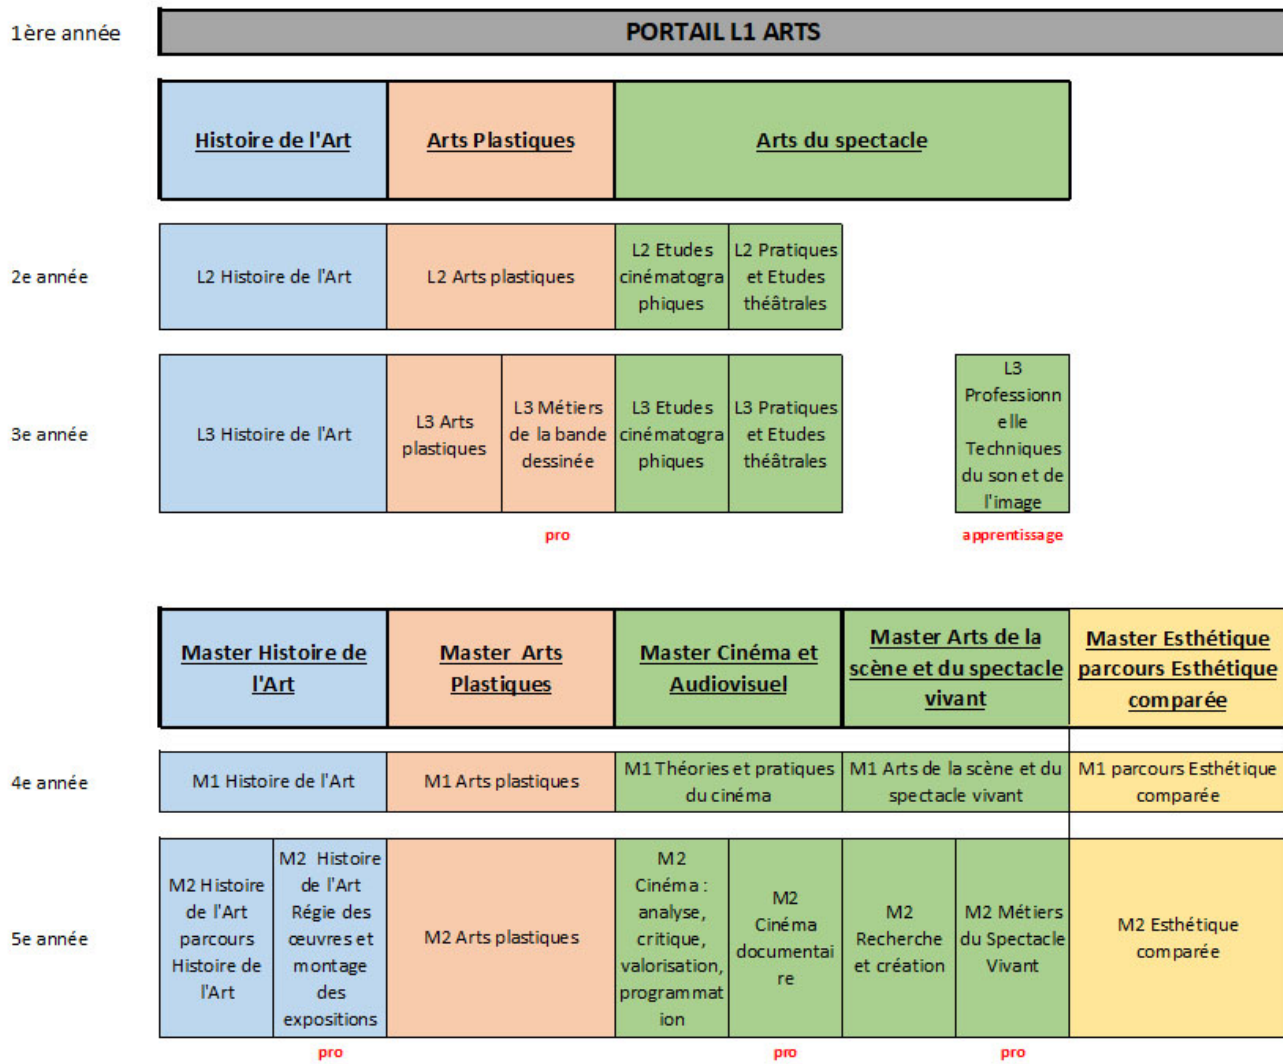 1ère année
PORTAIL L1 ARTS
Histoire de l'Art
Arts Plastiques
Arts du spectacle
2e année
L2 Histoire de l'Art
L2 Arts plastiques
L2 Etudes
cinématogra
phiques
L2 Pratiques
et Etudes
théâtrales
3e année
L3 Histoire de l'Art
L3 Arts
plastiques
L3 Métiers
de la bande
dessinée
L3 Etudes
cinématogra
phiques
L3 Pratiques
et Etudes
théâtrales
L3
Professionn
elle
Techniques
du son et de
l'image
pro
apprentissage
Master Histoire de
l'Art
Master Arts
Plastiques
Master Cinéma et
Audiovisuel
Master Arts de la
scène et du spectacle
vivant
Master Esthétique
parcours Esthétique
comparée
4e année
M1 Histoire de l'Art
M1 Arts plastiques
M1 Théories et pratiques
du cinéma
M1 Arts de la scène et du
spectacle vivant
M1 parcours Esthétique
comparée
5e année
M2 Histoire
de l'Art
parcours
Histoire de
l'Art
M2 Histoire
de l'Art
Régie des
œuvres et
montage
des
expositions
M2 Arts plastiques
M2
Cinéma :
analyse,
critique,
valorisation,
programmat
ion
M2
Cinéma
documentai
re
M2
Recherche
et création
M2 Métiers
du Spectacle
Vivant
M2 Esthétique
comparée
pro
pro
pro